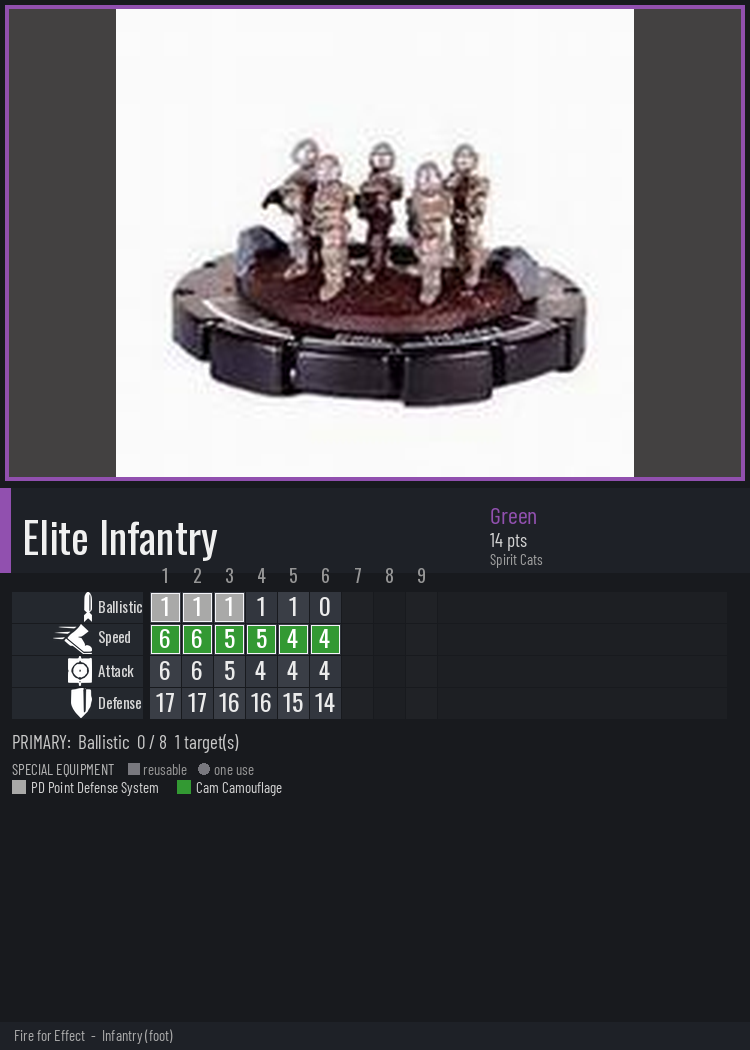 Elite Infantry
Green
14 pts
Spirit Cats
1 2 3 4 5 6 7 8 9
Ballistic 1 1 1 1 1 0
Speed 6 6 5 5 4 4
Attack 6 6 5 4 4 4
Defense 17 17 16 16 15 14
PRIMARY: Ballistic 0 / 8 1 target(s)
SPECIAL EQUIPMENT reusable one use
PD Point Defense System Cam Camouflage
Fire for Effect - Infantry (foot)